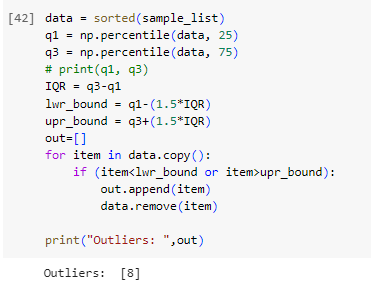 [42] data = sorted(sample_list)
q1 = np.percentile(data, 25)
q3 = np.percentile(data, 75)
# print(q1, q3)
IQR = q3-q1
lwr_bound = q1-(1.5*IQR)
upr_bound = q3+(1.5*IQR)
out=[]
for item in data.copy():
    if (item<lwr_bound or item>upr_bound):
        out.append(item)
        data.remove(item)
print("Outliers: ",out)
Outliers:  [8]